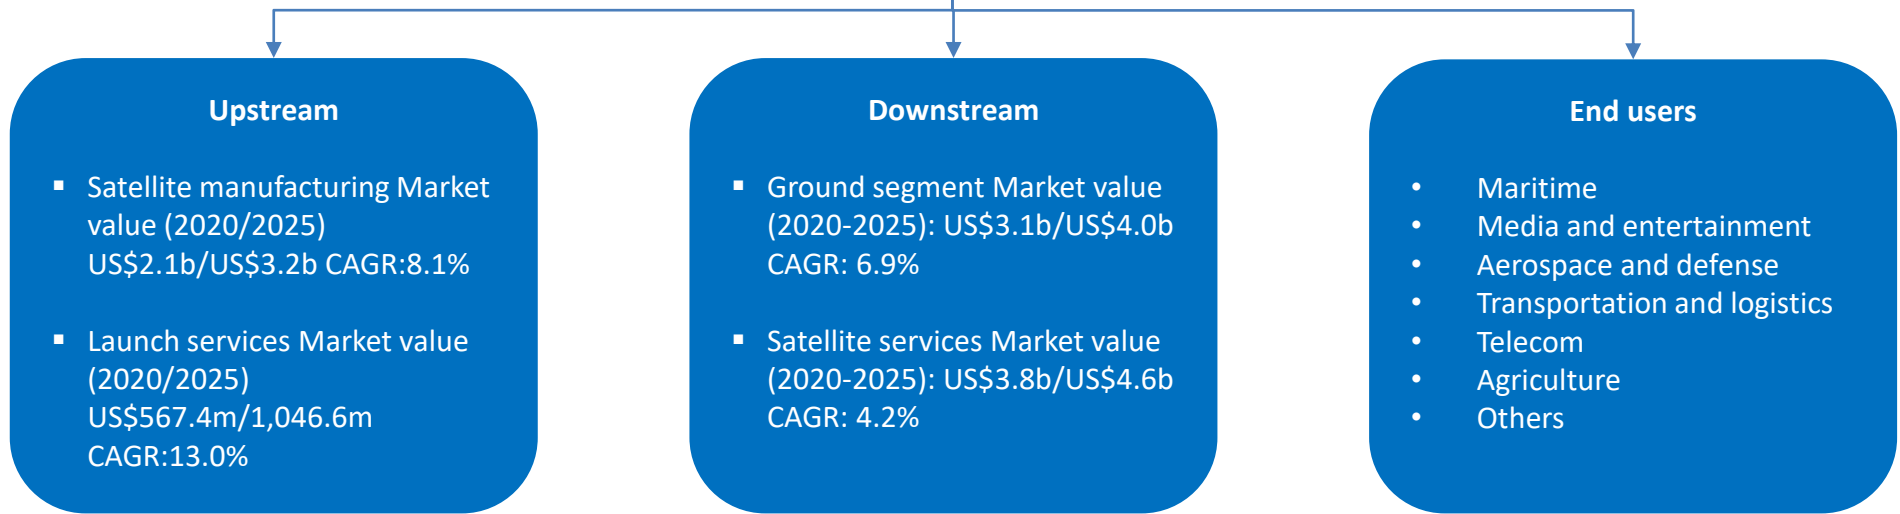 Upstream
▪ Satellite manufacturing Market
value (2020/2025)
US$2.1b/US$3.2b CAGR:8.1%
▪ Launch services Market value
(2020/2025)
US$567.4m/1,046.6m
CAGR:13.0%
Downstream
▪ Ground segment Market value
(2020-2025): US$3.1b/US$4.0b
CAGR: 6.9%
▪ Satellite services Market value
(2020-2025): US$3.8b/US$4.6b
CAGR: 4.2%
End users
• Maritime
• Media and entertainment
• Aerospace and defense
• Transportation and logistics
• Telecom
• Agriculture
• Others